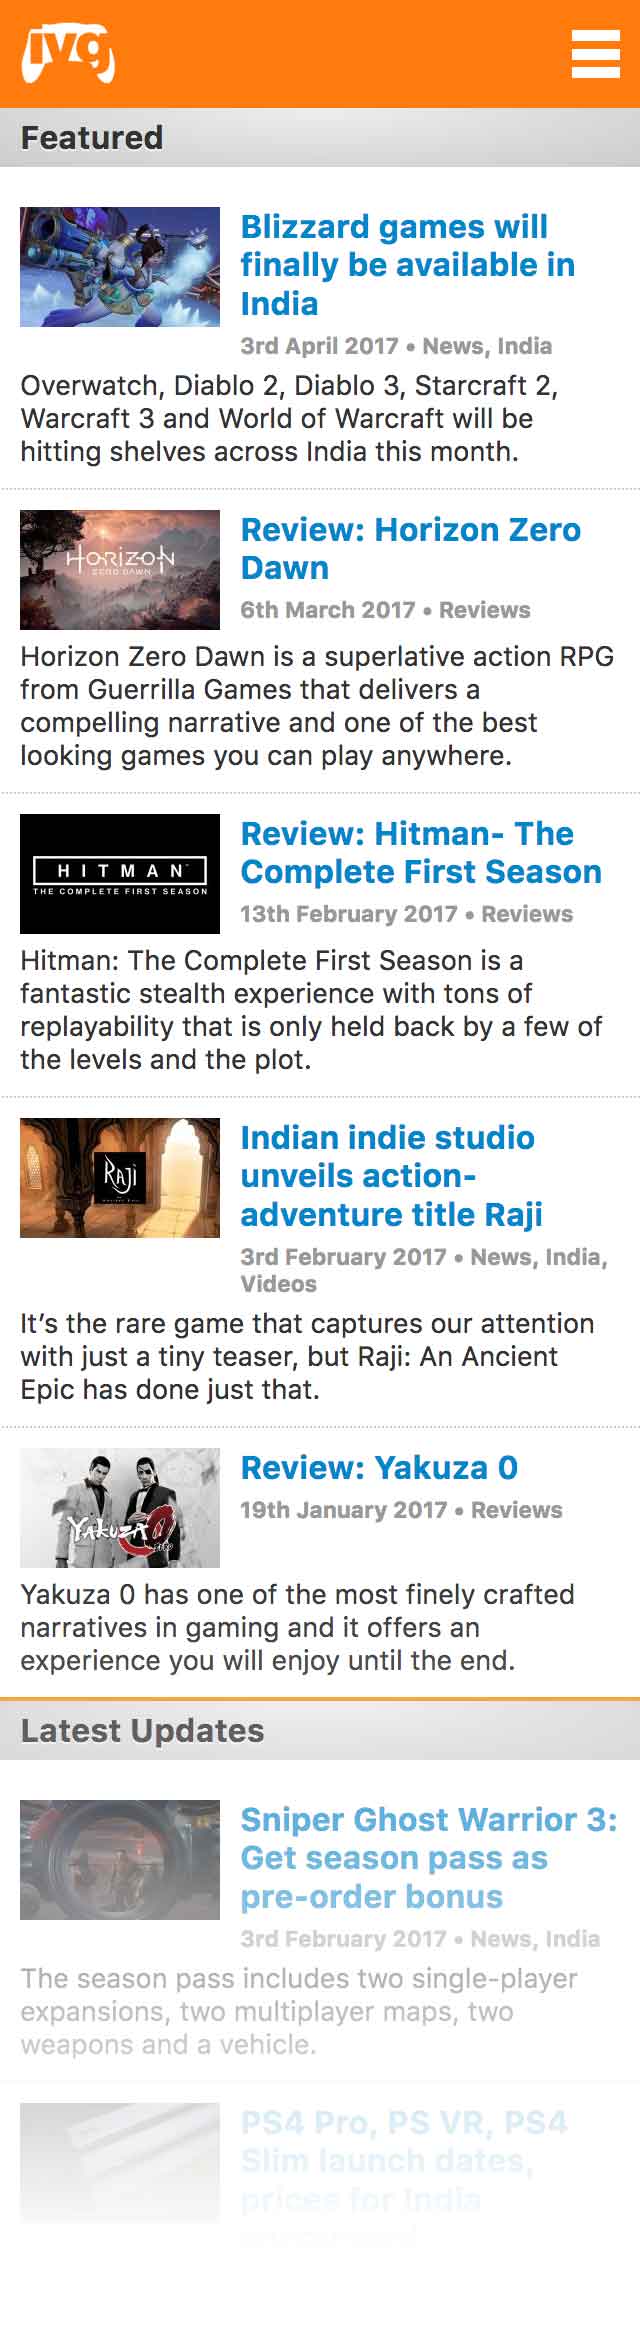 ivg
Featured
Blizzard games will
finally be available in
India
3rd April 2017 • News, India
Overwatch, Diablo 2, Diablo 3, Starcraft 2,
Warcraft 3 and World of Warcraft will be
hitting shelves across India this month.
HORIZON
ZERO DAWN
Review: Horizon Zero
Dawn
6th March 2017 • Reviews
Horizon Zero Dawn is a superlative action RPG
from Guerrilla Games that delivers a
compelling narrative and one of the best
looking games you can play anywhere.
HITMAN
THE COMPLETE FIRST SEASON
Review: Hitman- The
Complete First Season
13th February 2017 • Reviews
Hitman: The Complete First Season is a
fantastic stealth experience with tons of
replayability that is only held back by a few of
the levels and the plot.
RAJI
Indian indie studio
unveils action-
adventure title Raji
3rd February 2017 • News, India,
Videos
It’s the rare game that captures our attention
with just a tiny teaser, but Raji: An Ancient
Epic has done just that.
YAKUZA 0
ZERO
Review: Yakuza 0
19th January 2017 • Reviews
Yakuza 0 has one of the most finely crafted
narratives in gaming and it offers an
experience you will enjoy until the end.
Latest Updates
Sniper Ghost Warrior 3:
Get season pass as
pre-order bonus
3rd February 2017 • News, India
The season pass includes two single-player
expansions, two multiplayer maps, two
weapons and a vehicle.
PS4 Pro, PS VR, PS4
Slim launch dates,
prices for India